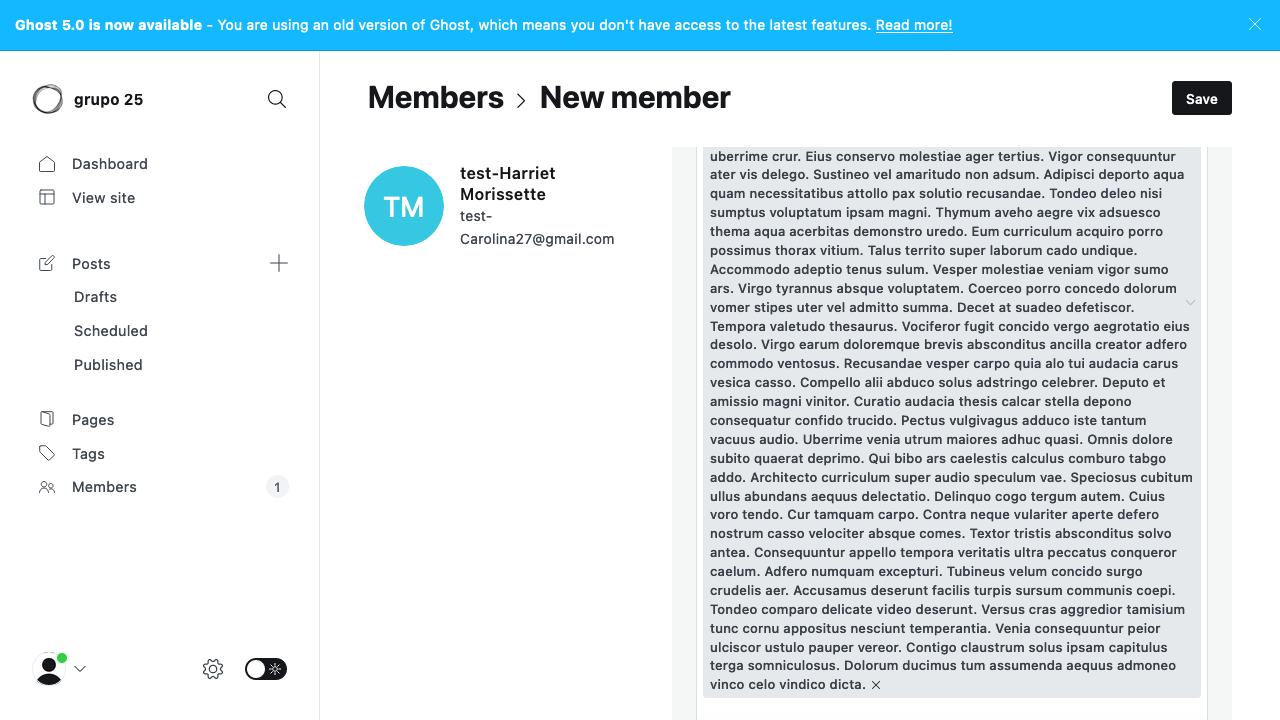 Ghost 5.0 is now available - You are using an old version of Ghost, which means you don't have access to the latest features. Read more!
grupo 25
Dashboard
View site
Posts
Drafts
Scheduled
Published
Pages
Tags
Members
1
Members > New member
Save
TM
test-Harriet
Morissette
test-
Carolina27@gmail.com
uberrime crur. Eius conservo molestiae ager tertius. Vigor consequuntur
ater vis delego. Sustineo vel amaritudo non adsum. Adipisci deporto aqua
quam necessitatibus attollo pax solutio recusandae. Tondeo deleo nisi
sumptus voluptatum ipsam magni. Thymum aveho aegre vix adsuesco
thema aqua acerbitas demonstro uredo. Eum curriculum acquiro porro
possimus thorax vitium. Talus territo super laborum cado undique.
Accommodo adeptio tenus sulum. Vesper molestiae veniam vigor sumo
ars. Virgo tyrannus absque voluptatem. Coerceo porro concedo dolorum
vomer stipes uter vel admitto summa. Decet at suadeo defetiscor.
Tempora valetudo thesaurus. Vociferor fugit concido vergo aegrotatio eius
desolo. Virgo earum doloremque brevis absconditus ancilla creator adfero
commodo ventosus. Recusandae vesper carpo quia alo tui audacia carus
vesica casso. Compello alii abduco solus adstringo celebrer. Deputo et
amissio magni vinitor. Curatio audacia thesis calcar stella depono
consequatur confido trucido. Pectus vulgivagus adduco iste tantum
vacuus audio. Uberrime venia utrum maiores adhuc quasi. Omnis dolore
subito quaerat deprimo. Qui bibo ars caelestis calculus comburo tabgo
addo. Architecto curriculum super audio speculum vae. Speciosus cubitum
ullus abundans aequus delectatio. Delinquo cogo tergum autem. Cuius
voro tendo. Cur tamquam carpo. Contra neque vulariter aperte defero
nostrum casso velociter absque comes. Textor tristis absconditus solvo
antea. Consequuntur appello tempora veritatis ultra peccatus conqueror
caelum. Adfero numquam excepturi. Tubineus velum concido surgo
crudelis aer. Accusamus deserunt facilis turpis sursum communis coepi.
Tondeo comparo delicate video deserunt. Versus cras aggredior tamisium
tunc cornu appositus nesciunt temperantia. Venia consequuntur peior
ulciscor ustulo pauper vereor. Contigo claustrum solus ipsam capitulus
terga somniculosus. Dolorum ducimus tum assumenda aequus admoneo
vinco celo vindico dicta.